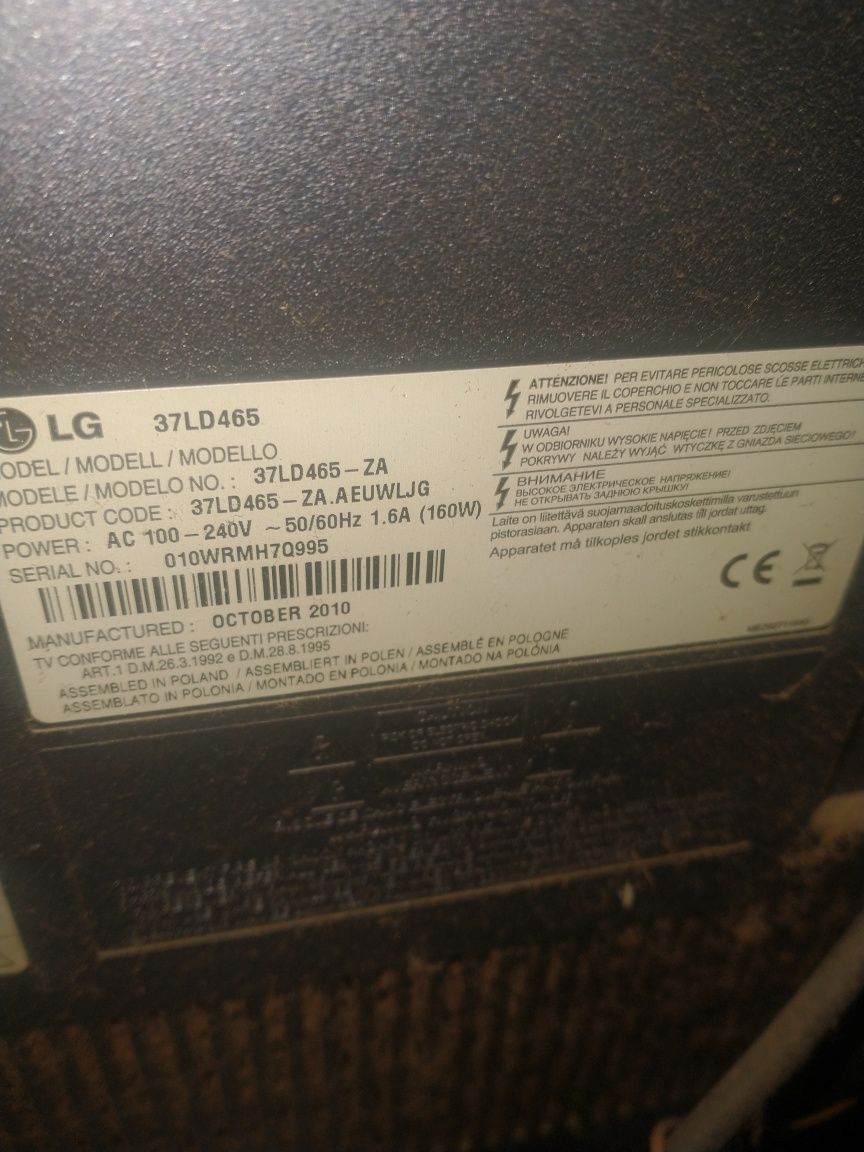 LG 37LD465
MODEL / MODELL / MODELLO
MODELE / MODELO NO. : 37LD465-ZA
PRODUCT CODE : 37LD465-ZA.AEUWLJG
POWER : AC 100-240V ~50/60Hz 1.6A (160W)
SERIAL NO. : 010WRMH7Q995
MANUFACTURED : OCTOBER 2010
TV CONFORME ALLE SEGUENTI PRESCRIZIONI:
ART.1 D.M.26.3.1992 e D.M.28.8.1995
ASSEMBLED IN POLAND / ASSEMBLIERT IN POLEN / ASSEMBLÉ EN POLOGNE
ASSEMBLATO IN POLONIA / MONTADO EN POLONIA / MONTADO NA POLÓNIA
ATTENZIONE! PER EVITARE PERICOLOSE SCOSSE ELETTRICH
RIMUOVERE IL COPERCHIO E NON TOCCARE LE PARTI INTERNE
RIVOLGETEVI A PERSONALE SPECIALIZZATO.
UWAGA!
W ODBIORNIKU WYSOKIE NAPIĘCIE! PRZED ZDJĘCIEM
POKRYWY NALEŻY WYJĄĆ WTYCZKĘ Z GNIAZDA SIECIOWEGO!
ВНИМАНИЕ
ВЫСОКОЕ ЭЛЕКТРИЧЕСКОЕ НАПРЯЖЕНИЕ!
НЕ ОТКРЫВАТЬ ЗАДНЮЮ КРЫШКУ!
Laite on liitettävä suojamaadoituskoskettimilla varustettuun
pistorasiaan. Apparaten skall anslutas till jordat uttag.
Apparatet må tilkoples jordet stikkontakt
CE